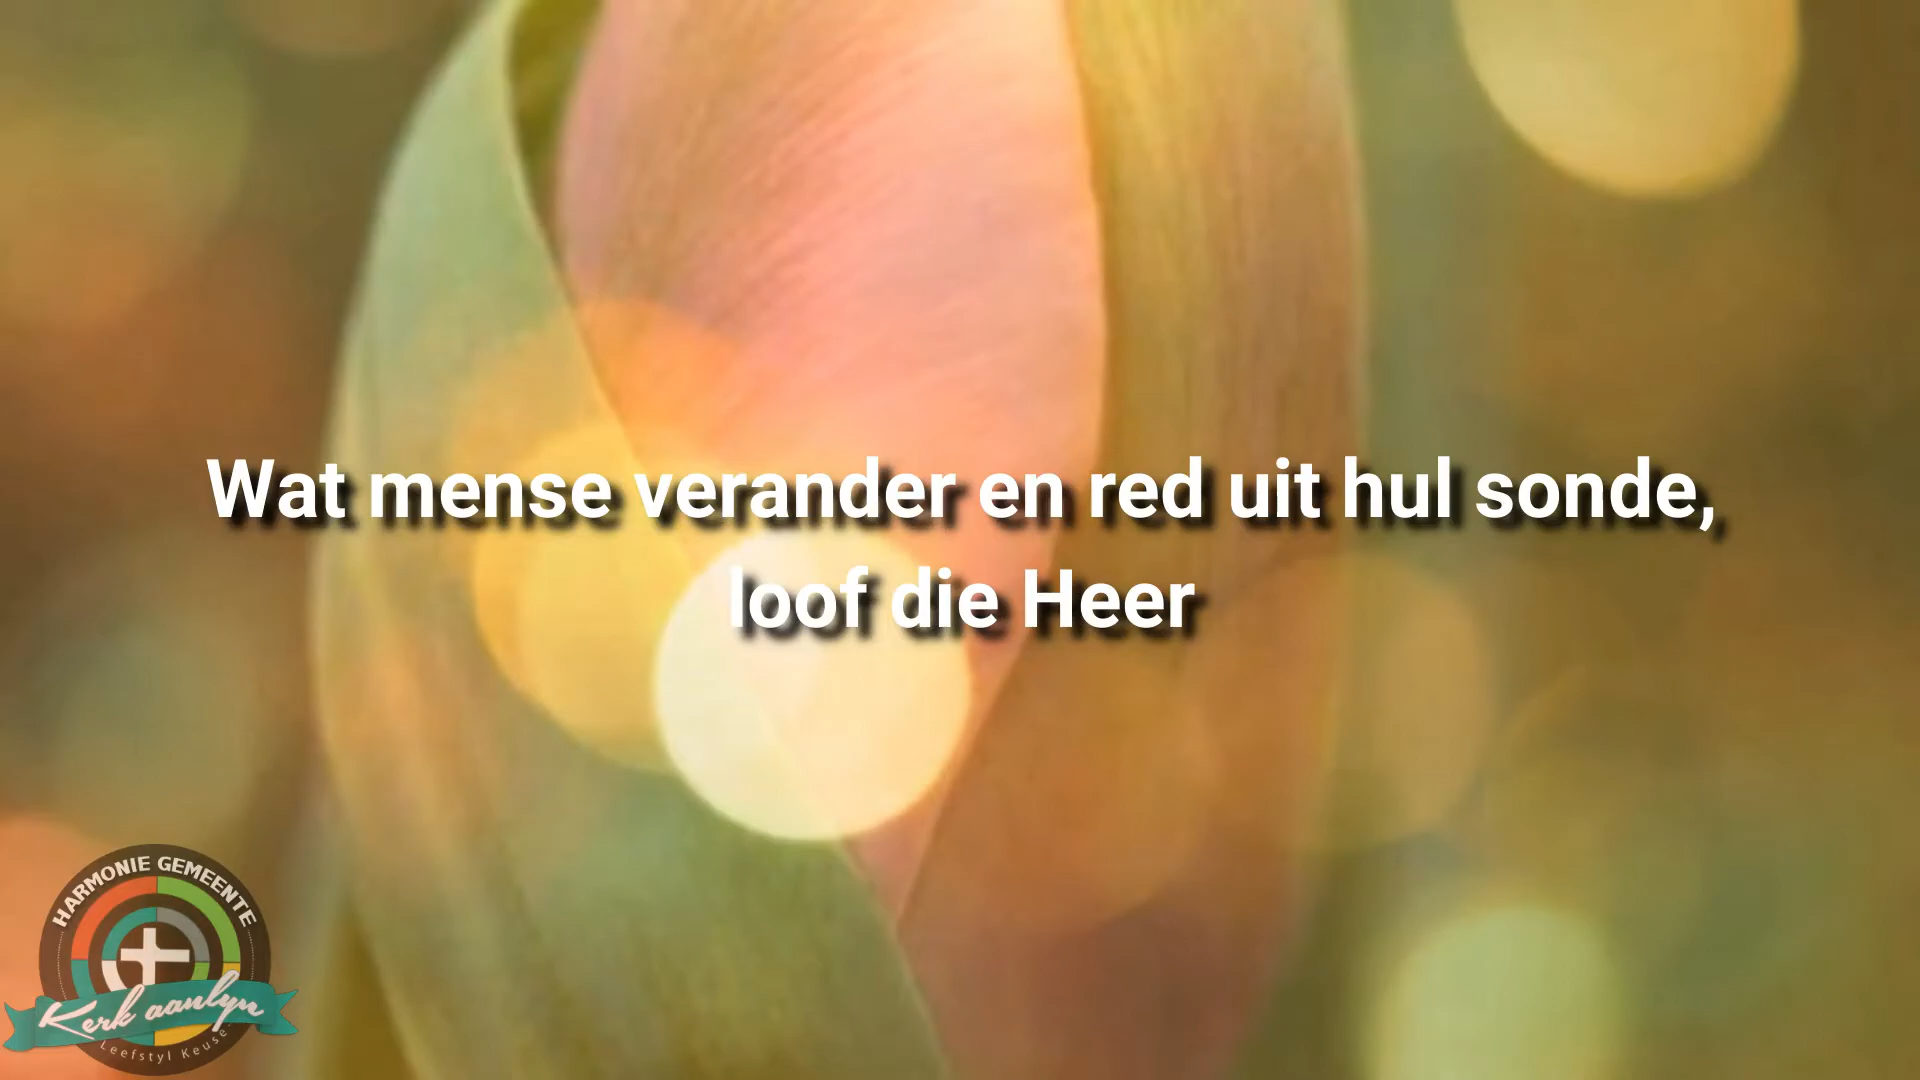 Wat mense verander en red uit hul sonde,
loof die Heer
HARMONIE GEMEENTE
Kerk aanlyn
Leefstyl Keuse